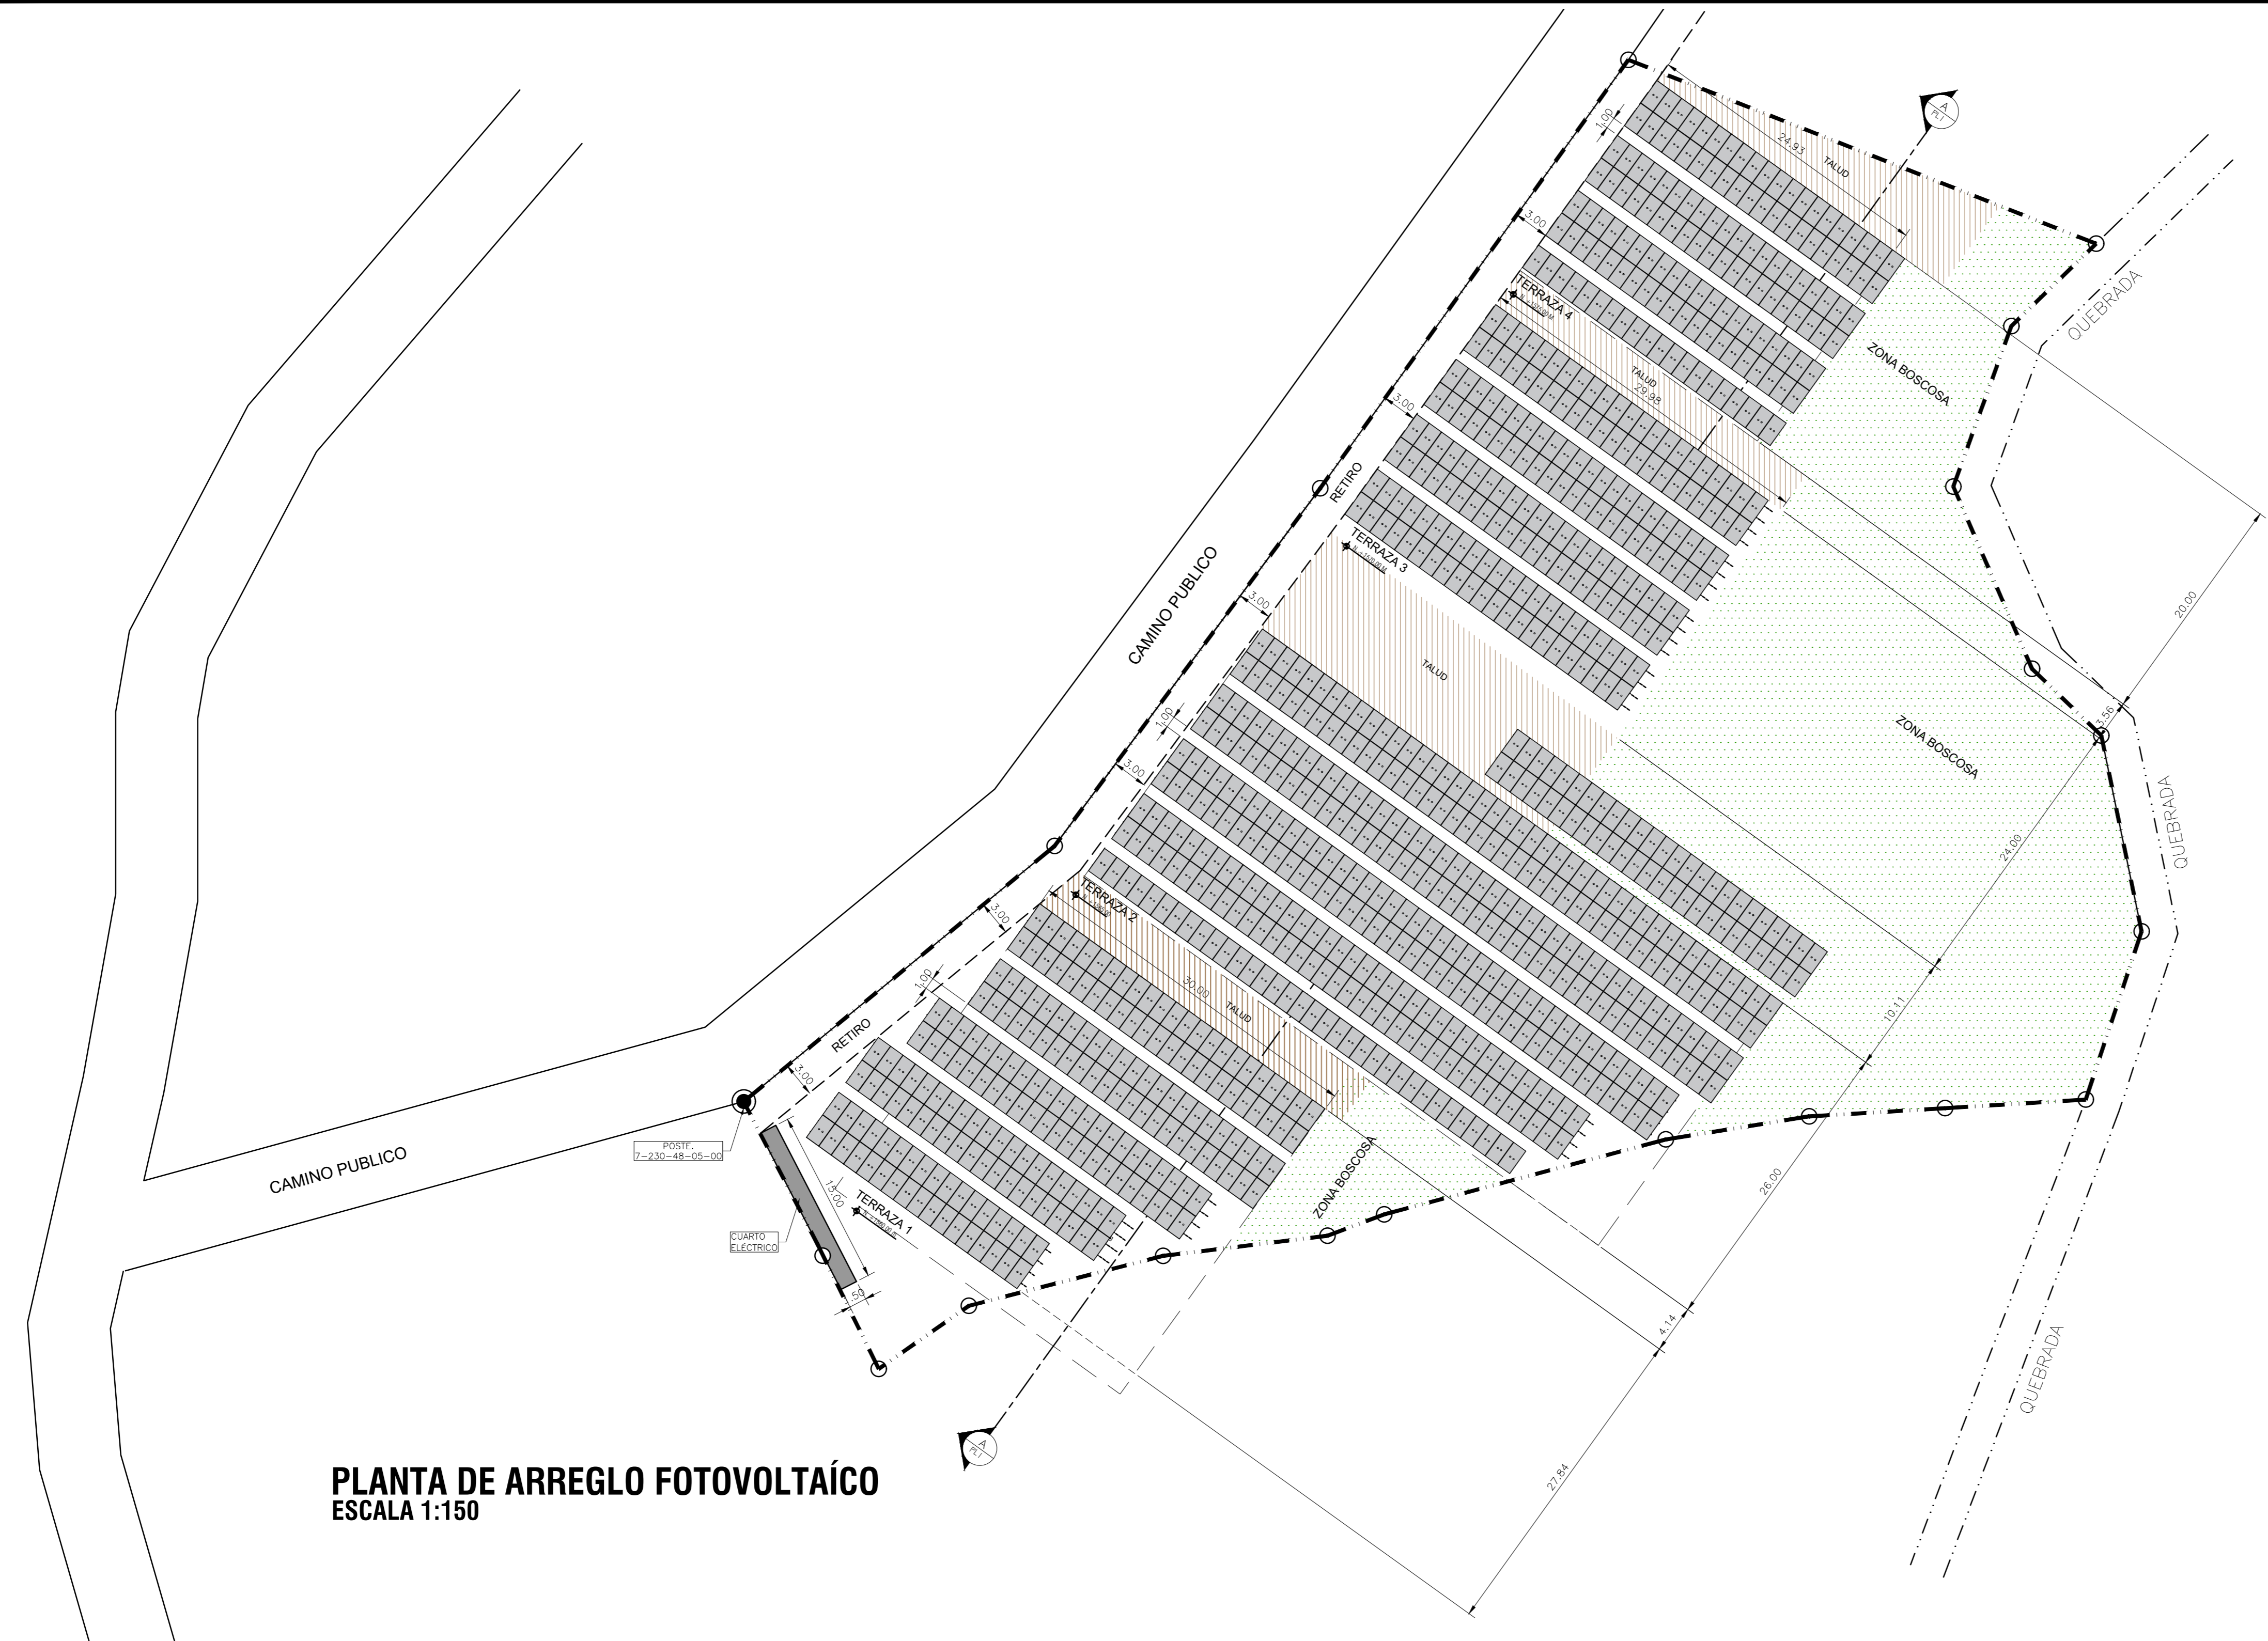 A
PL1
1.00
24.93
TALUD
3.00
QUEBRADA
TERRAZA 4
ZONA BOSCOSA
TALUD
29.98
3.00
RETIRO
TERRAZA 3
CAMINO PUBLICO
3.00
20.00
TALUD
1.00
3.56
ZONA BOSCOSA
3.00
QUEBRADA
24.00
TERRAZA 2
3.00
1.00
30.00
TALUD
10.11
RETIRO
3.00
POSTE.
7-230-48-05-00
CAMINO PUBLICO
15.00
ZONA BOSCOSA
26.00
TERRAZA 1
CUARTO
ELÉCTRICO
.50
4.14
QUEBRADA
A
PL1
27.84
PLANTA DE ARREGLO FOTOVOLTAÍCO
ESCALA 1:150